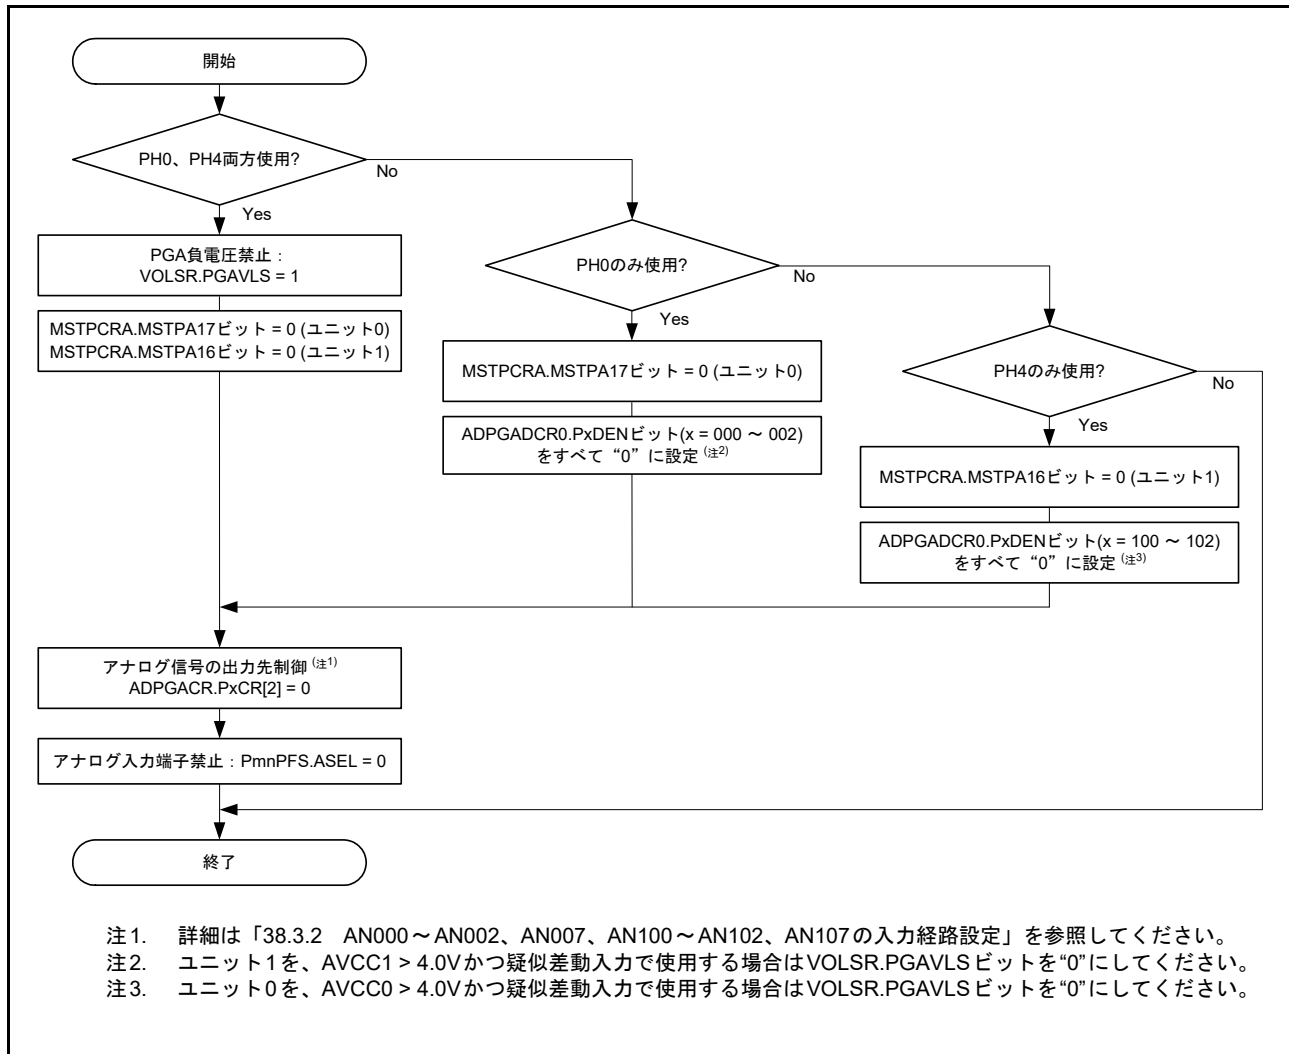 開始
PH0、PH4両方使用?
No
Yes
PGA負電圧禁止：
VOLSR.PGAVLS = 1
MSTPCRA.MSTPA17ビット = 0 (ユニット0)
MSTPCRA.MSTPA16ビット = 0 (ユニット1)
PH0のみ使用?
No
Yes
MSTPCRA.MSTPA17ビット = 0 (ユニット0)
ADPGADCR0.PxDENビット(x = 000 ～ 002)
をすべて “0” に設定 (注2)
PH4のみ使用?
No
Yes
MSTPCRA.MSTPA16ビット = 0 (ユニット1)
ADPGADCR0.PxDENビット(x = 100 ～ 102)
をすべて “0” に設定 (注3)
アナログ信号の出力先制御 (注1)
ADPGACR.PxCR[2] = 0
アナログ入力端子禁止：PmnPFS.ASEL = 0
終了
注1. 詳細は「38.3.2 AN000～AN002、AN007、AN100～AN102、AN107の入力経路設定」を参照してください。
注2. ユニット1を、AVCC1 > 4.0Vかつ疑似差動入力で使用する場合はVOLSR.PGAVLSビットを“0”にしてください。
注3. ユニット0を、AVCC0 > 4.0Vかつ疑似差動入力で使用する場合はVOLSR.PGAVLSビットを“0”にしてください。